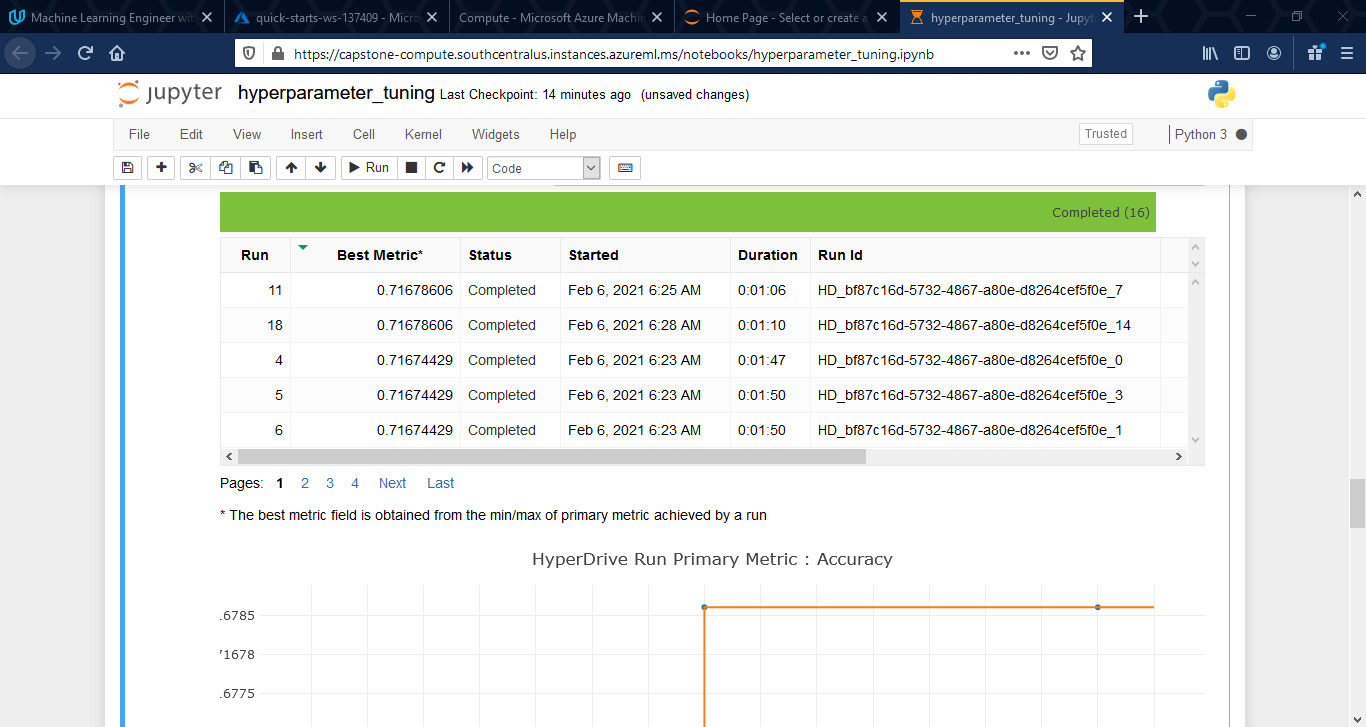 Machine Learning Engineer wit
quick-starts-ws-137409 - Micro
Compute - Microsoft Azure Machin
Home Page - Select or create a
hyperparameter_tuning - Jupyt
https://capstone-compute.southcentralus.instances.azureml.ms/notebooks/hyperparameter_tuning.ipynb
jupyter hyperparameter_tuning Last Checkpoint: 14 minutes ago (unsaved changes)
File Edit View Insert Cell Kernel Widgets Help Trusted Python 3
Run Code
Completed (16)
Run Best Metric* Status Started Duration Run Id
11 0.71678606 Completed Feb 6, 2021 6:25 AM 0:01:06 HD_bf87c16d-5732-4867-a80e-d8264cef5f0e_7
18 0.71678606 Completed Feb 6, 2021 6:28 AM 0:01:10 HD_bf87c16d-5732-4867-a80e-d8264cef5f0e_14
4 0.71674429 Completed Feb 6, 2021 6:23 AM 0:01:47 HD_bf87c16d-5732-4867-a80e-d8264cef5f0e_0
5 0.71674429 Completed Feb 6, 2021 6:23 AM 0:01:50 HD_bf87c16d-5732-4867-a80e-d8264cef5f0e_3
6 0.71674429 Completed Feb 6, 2021 6:23 AM 0:01:50 HD_bf87c16d-5732-4867-a80e-d8264cef5f0e_1
Pages: 1 2 3 4 Next Last
* The best metric field is obtained from the min/max of primary metric achieved by a run
HyperDrive Run Primary Metric : Accuracy
.6785
71678
.6775